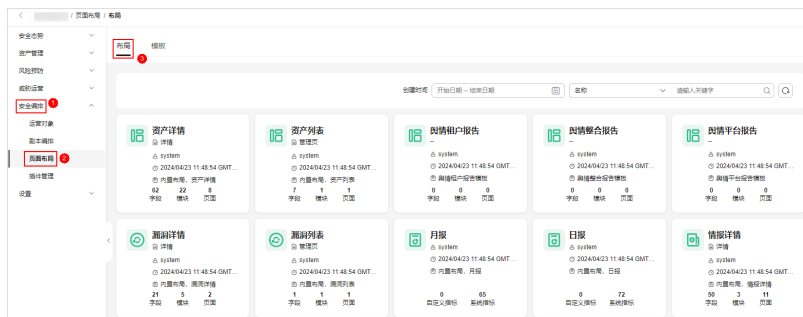 / 页面布局 / 布局
安全态势
资产管理
风险预防
威胁运营
安全编排 1
运营对象
剧本编排
页面布局 2
插件管理
设置
布局 模板
3
创建时间 开始日期 – 结束日期 名称 请输入关键字
资产详情
详情
system
2024/04/23 11:48:54 GMT...
内置布局、资产详情
62 22 8
字段 模块 页面
资产列表
管理页
system
2024/04/23 11:48:54 GMT...
内置布局、资产列表
7 1 1
字段 模块 页面
舆情租户报告
–
system
2024/04/23 11:48:54 GMT...
舆情租户报告模板
0 0 0
字段 模块 页面
舆情整合报告
–
system
2024/04/23 11:48:54 GMT...
舆情整合报告模板
0 0 0
字段 模块 页面
舆情平台报告
–
system
2024/04/23 11:48:54 GMT...
舆情平台报告模板
0 0 0
字段 模块 页面
漏洞详情
详情
system
2024/04/23 11:48:54 GMT...
内置布局、漏洞详情
21 5 2
字段 模块 页面
漏洞列表
管理页
system
2024/04/23 11:48:54 GMT...
内置布局、漏洞列表
1 1 1
字段 模块 页面
月报
system
2024/04/23 11:48:54 GMT...
内置布局、月报
0 65
自定义指标 系统指标
日报
system
2024/04/23 11:48:54 GMT...
内置布局、日报
0 72
自定义指标 系统指标
情报详情
详情
system
2024/04/23 11:48:54 GMT...
内置布局、情报详情
50 3 11
字段 模块 页面